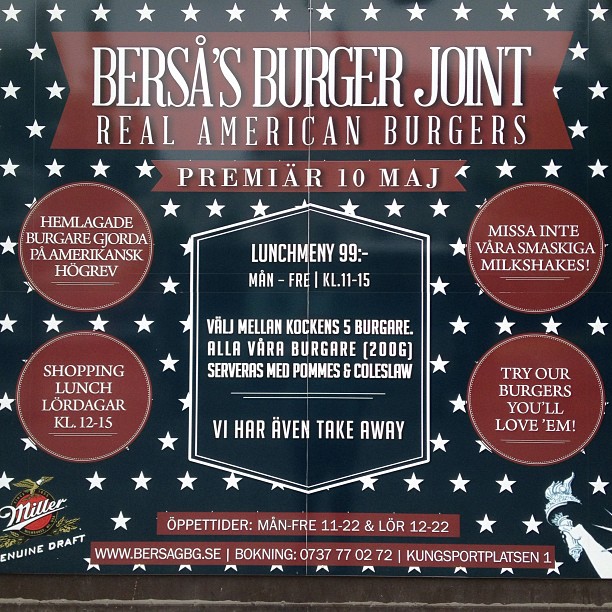 BERSÅ'S BURGER JOINT
REAL AMERICAN BURGERS
PREMIÄR 10 MAJ
HEMLAGADE
BURGARE GJORDA
PÅ AMERIKANSK
HÖGREV
LUNCHMENY 99:-
MÅN – FRE | KL.11-15
VÄLJ MELLAN KOCKENS 5 BURGARE.
ALLA VÅRA BURGARE (200G)
SERVERAS MED POMMES & COLESLAW
VI HAR ÄVEN TAKE AWAY
MISSA INTE
VÅRA SMASKIGA
MILKSHAKES!
SHOPPING
LUNCH
LÖRDAGAR
KL. 12-15
TRY OUR
BURGERS
YOU'LL
LOVE 'EM!
Miller
ENUINE DRAFT
ÖPPETTIDER: MÅN-FRE 11-22 & LÖR 12-22
WWW.BERSAGBG.SE | BOKNING: 0737 77 02 72 | KUNGSPORTPLATSEN 1